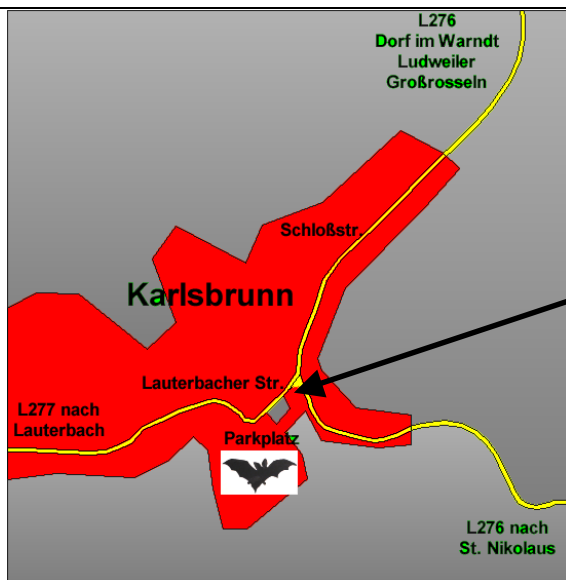 L276
Dorf im Warndt
Ludweiler
Großrosseln
Schloßstr.
Karlsbrunn
Lauterbacher Str.
L277 nach
Lauterbach
Parkplatz
L276 nach
St. Nikolaus